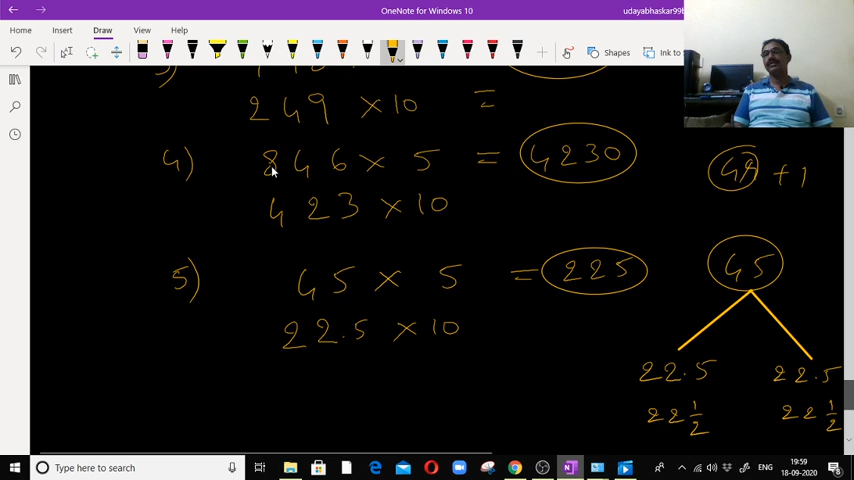 OneNote for Windows 10
udayabhaskar99
Home Insert Draw View Help
Shapes
Ink to
249 × 10 =
4) 846 × 5 = 4230
49 + 1
423 × 10
5) 45 × 5 = 225
45
22.5 × 10
22.5 22.5
22 1/2 22 1/2
Type here to search
ENG
19:59
18-09-2020